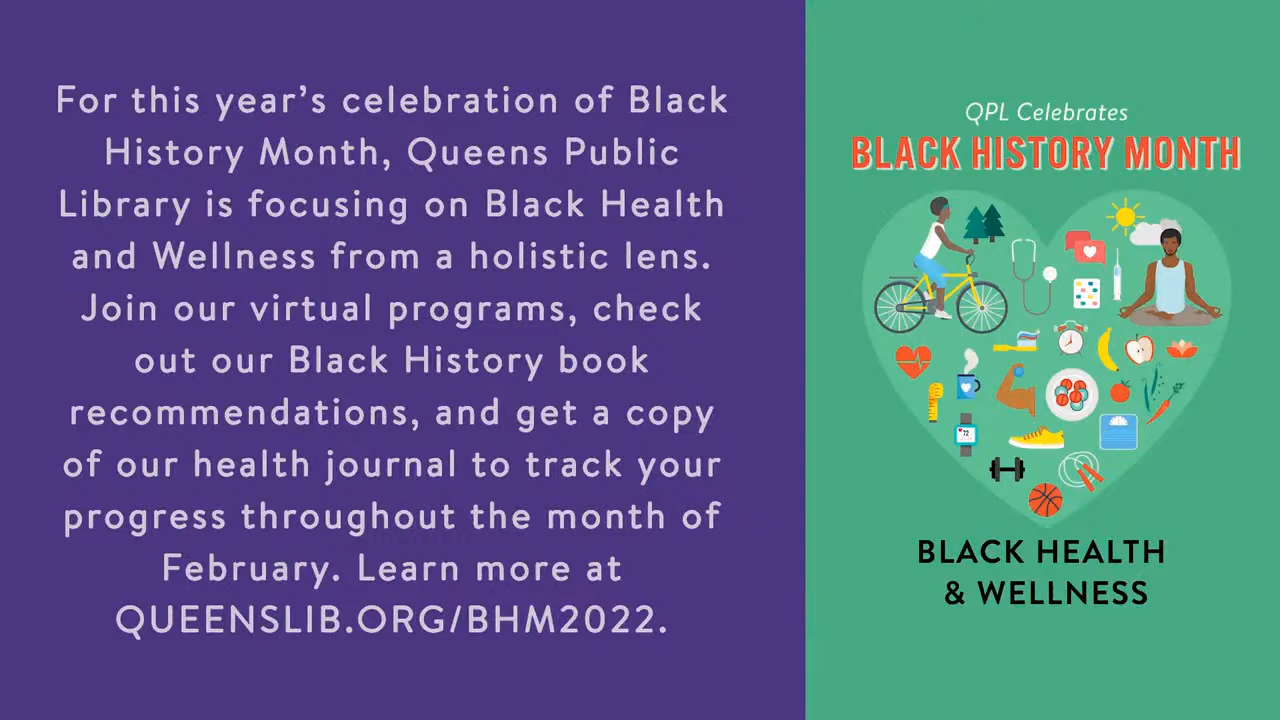 For this year’s celebration of Black
History Month, Queens Public
Library is focusing on Black Health
and Wellness from a holistic lens.
Join our virtual programs, check
out our Black History book
recommendations, and get a copy
of our health journal to track your
progress throughout the month of
February. Learn more at
QUEENSLIB.ORG/BHM2022.
QPL Celebrates
BLACK HISTORY MONTH
72
BLACK HEALTH
& WELLNESS